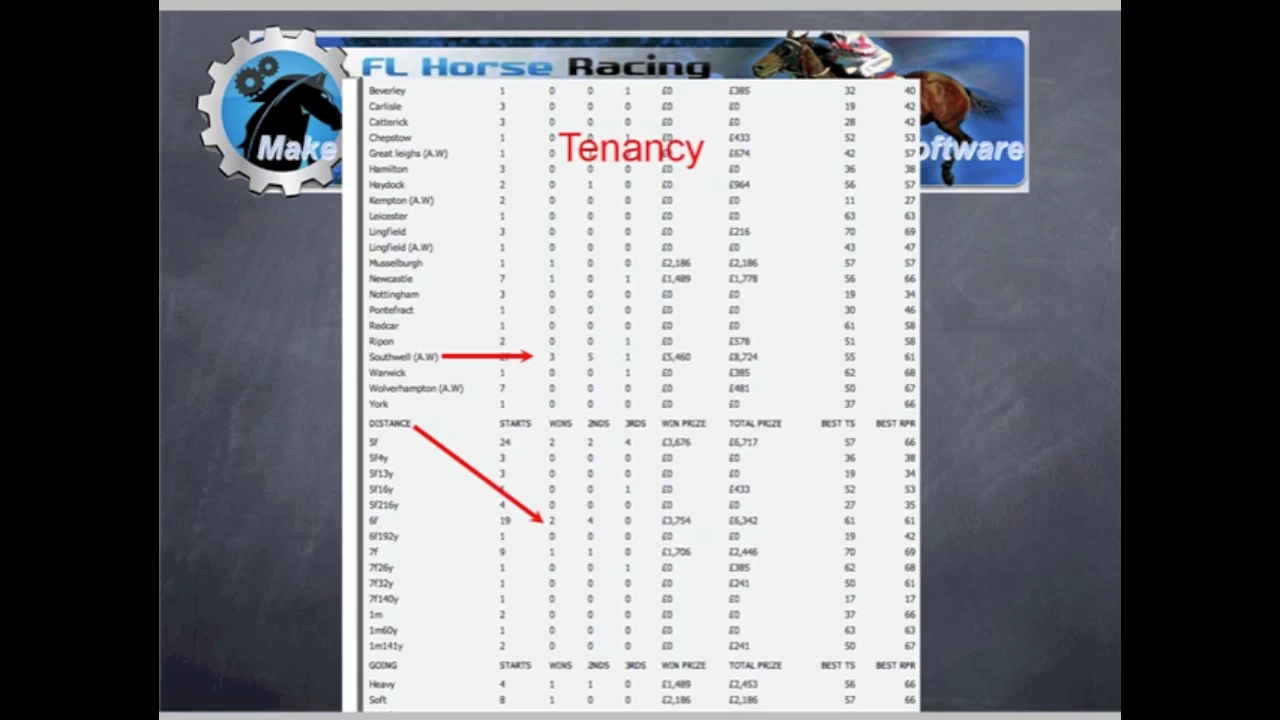 FL Horse Racing
Make
oftware
Tenancy
Beverley 1 0 0 1 £0 £385 32 40
Carlisle 3 0 0 0 £0 £0 19 42
Catterick 3 0 0 0 £0 £0 28 42
Chepstow 1 0 0 1 £0 £433 52 53
Great leighs (A.W) 1 0 1 £0 £674 42 57
Hamilton 3 0 0 0 £0 £0 36 38
Haydock 2 0 1 0 £0 £964 56 57
Kempton (A.W) 2 0 0 0 £0 £0 11 27
Leicester 1 0 0 0 £0 £0 63 63
Lingfield 3 0 0 0 £0 £216 70 69
Lingfield (A.W) 1 0 0 0 £0 £0 43 47
Musselburgh 1 1 0 0 £2,186 £2,186 57 57
Newcastle 7 1 0 1 £1,489 £1,778 56 66
Nottingham 3 0 0 0 £0 £0 19 34
Pontefract 1 0 0 0 £0 £0 30 46
Redcar 1 0 0 0 £0 £0 61 58
Ripon 2 0 0 1 £0 £578 51 58
Southwell (A.W) 3 5 1 £5,460 £8,724 55 61
Warwick 1 0 0 1 £0 £385 62 68
Wolverhampton (A.W) 7 0 0 0 £0 £481 50 67
York 1 0 0 0 £0 £0 37 66
DISTANCE STARTS WINS 2NDS 3RDS WIN PRIZE TOTAL PRIZE BEST TS BEST RPR
5f 24 2 2 4 £3,676 £6,717 57 66
5f4y 3 0 0 0 £0 £0 36 38
5f13y 3 0 0 0 £0 £0 19 34
5f16y 0 0 1 £0 £433 52 53
5f216y 4 0 0 0 £0 £0 27 35
6f 19 2 4 0 £3,754 £6,342 61 61
6f192y 1 0 0 0 £0 £0 19 42
7f 9 1 1 0 £1,706 £2,446 70 69
7f26y 1 0 0 1 £0 £385 62 68
7f32y 1 0 0 0 £0 £241 50 61
7f140y 1 0 0 0 £0 £0 17 17
1m 2 0 0 0 £0 £0 37 66
1m60y 1 0 0 0 £0 £0 63 63
1m141y 2 0 0 0 £0 £241 50 67
GOING STARTS WINS 2NDS 3RDS WIN PRIZE TOTAL PRIZE BEST TS BEST RPR
Heavy 4 1 1 0 £1,489 £2,453 56 66
Soft 8 1 0 0 £2,186 £2,186 57 66